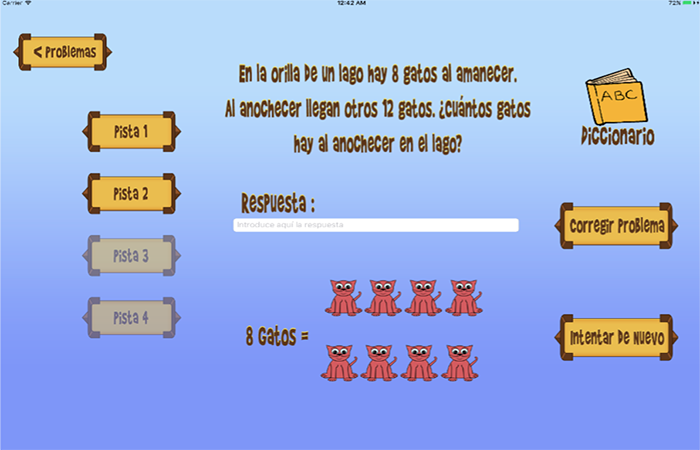 Carrier
12:42 AM
72%
< Problemas
En la orilla de un lago hay 8 gatos al amanecer.
Al anochecer llegan otros 12 gatos. ¿Cuántos gatos
hay al anochecer en el lago?
ABC
Diccionario
Pista 1
Pista 2
Pista 3
Pista 4
Respuesta :
Introduce aquí la respuesta
Corregir Problema
8 Gatos =
Intentar de Nuevo